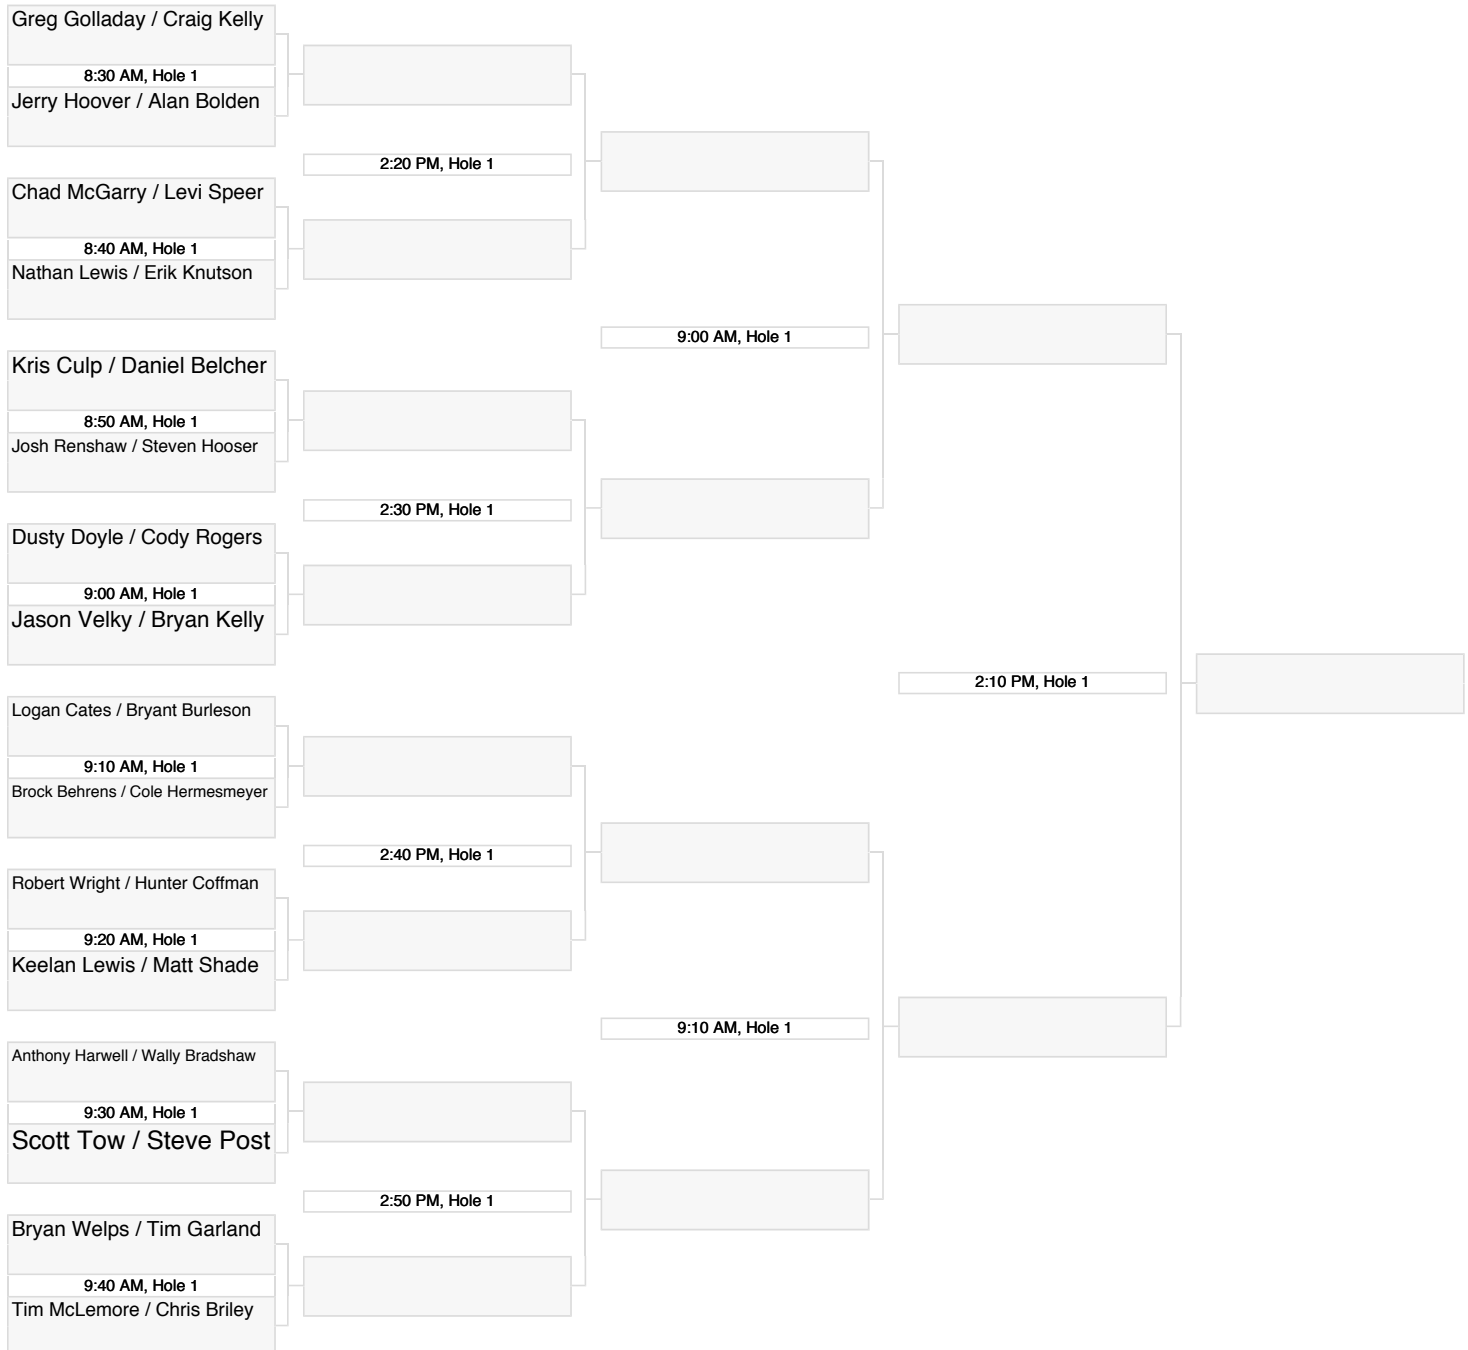 Greg Golladay / Craig Kelly
8:30 AM, Hole 1
Jerry Hoover / Alan Bolden
2:20 PM, Hole 1
Chad McGarry / Levi Speer
8:40 AM, Hole 1
Nathan Lewis / Erik Knutson
9:00 AM, Hole 1
Kris Culp / Daniel Belcher
8:50 AM, Hole 1
Josh Renshaw / Steven Hooser
2:30 PM, Hole 1
Dusty Doyle / Cody Rogers
9:00 AM, Hole 1
Jason Velky / Bryan Kelly
2:10 PM, Hole 1
Logan Cates / Bryant Burleson
9:10 AM, Hole 1
Brock Behrens / Cole Hermesmeyer
2:40 PM, Hole 1
Robert Wright / Hunter Coffman
9:20 AM, Hole 1
Keelan Lewis / Matt Shade
9:10 AM, Hole 1
Anthony Harwell / Wally Bradshaw
9:30 AM, Hole 1
Scott Tow / Steve Post
2:50 PM, Hole 1
Bryan Welps / Tim Garland
9:40 AM, Hole 1
Tim McLemore / Chris Briley